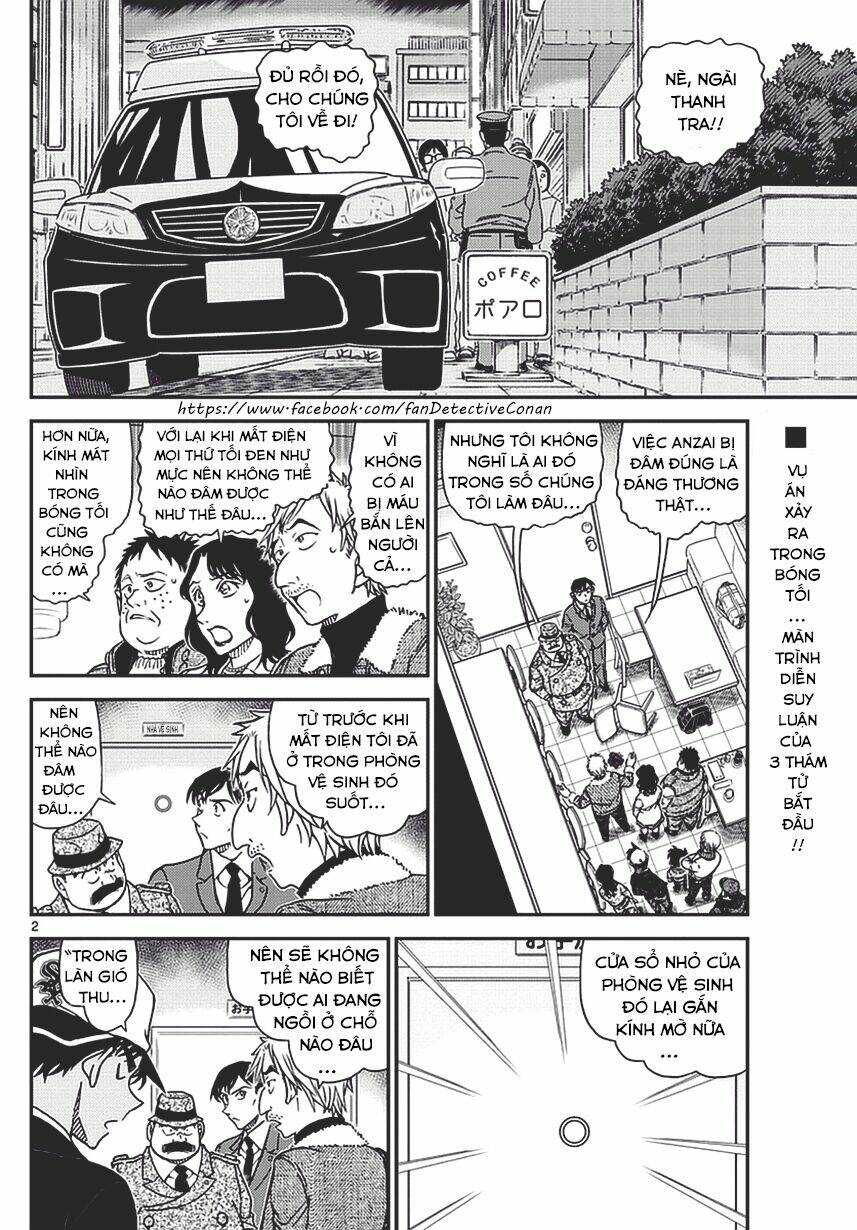 NÈ, NGÀI
THANH
TRA!!
ĐỦ RỒI ĐÓ,
CHO CHÚNG
TÔI VỀ ĐI!
COFFEE
ポアロ
https://www.facebook.com/fanDetectiveConan
VỤ
ÁN
XẢY
RA
TRONG
BÓNG
TỐI
...
MÀN
TRÌNH
DIỄN
SUY
LUẬN
CỦA
3 THÁM
TỬ
BẮT
ĐẦU
!!
VIỆC ANZAI BỊ
ĐÂM ĐÚNG LÀ
ĐÁNG THƯƠNG
THẬT...
NHƯNG TÔI KHÔNG
NGHĨ LÀ AI ĐÓ
TRONG SỐ CHÚNG
TÔI LÀM ĐÂU...
VÌ
KHÔNG
CÓ AI
BỊ MÁU
BẮN LÊN
NGƯỜI
CẢ...
VỚI LẠI KHI MẤT ĐIỆN
MỌI THỨ TỐI ĐEN NHƯ
MỰC NÊN KHÔNG THỂ
NÀO ĐÂM ĐƯỢC
NHƯ THẾ ĐÂU...
HƠN NỮA,
KÍNH MÁT
NHÌN
TRONG
BÓNG TỐI
CŨNG
KHÔNG
CÓ MÀ
...
TỪ TRƯỚC KHI
MẤT ĐIỆN TÔI ĐÃ
Ở TRONG PHÒNG
VỆ SINH ĐÓ
SUỐT...
NHÀ VỆ SINH
NÊN
KHÔNG
THỂ NÀO
ĐÂM
ĐƯỢC
ĐÂU...
2
CỬA SỔ NHỎ CỦA
PHÒNG VỆ SINH
ĐÓ LẠI GẮN
KÍNH MỜ NỮA
...
NÊN SẼ KHÔNG
THỂ NÀO BIẾT
ĐƯỢC AI ĐANG
NGỒI Ở CHỖ
NÀO ĐÂU
"TRONG
LÀN GIÓ
THU...